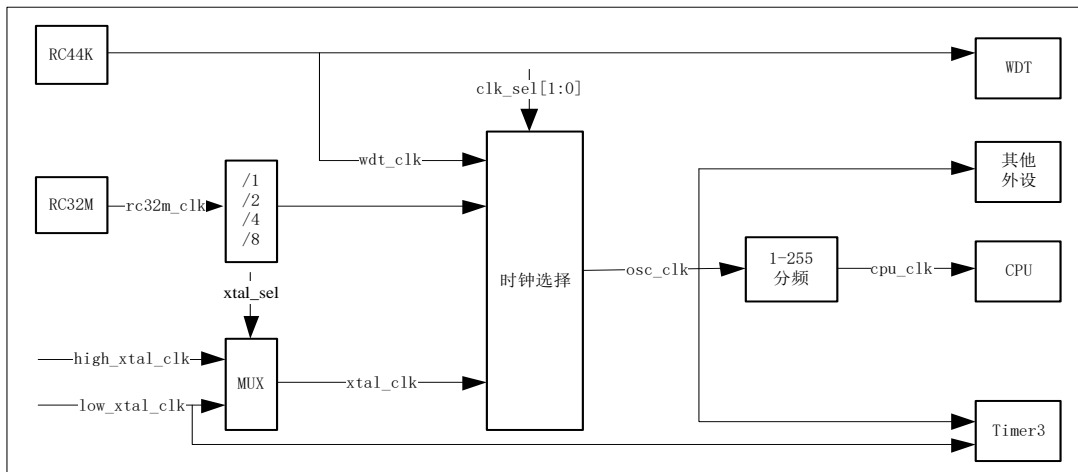 RC44K
WDT
clk_sel[1:0]
wdt_clk
其他
外设
RC32M
rc32m_clk
/1
/2
/4
/8
时钟选择
osc_clk
1-255
分频
cpu_clk
CPU
xtal_sel
high_xtal_clk
MUX
xtal_clk
low_xtal_clk
Timer3